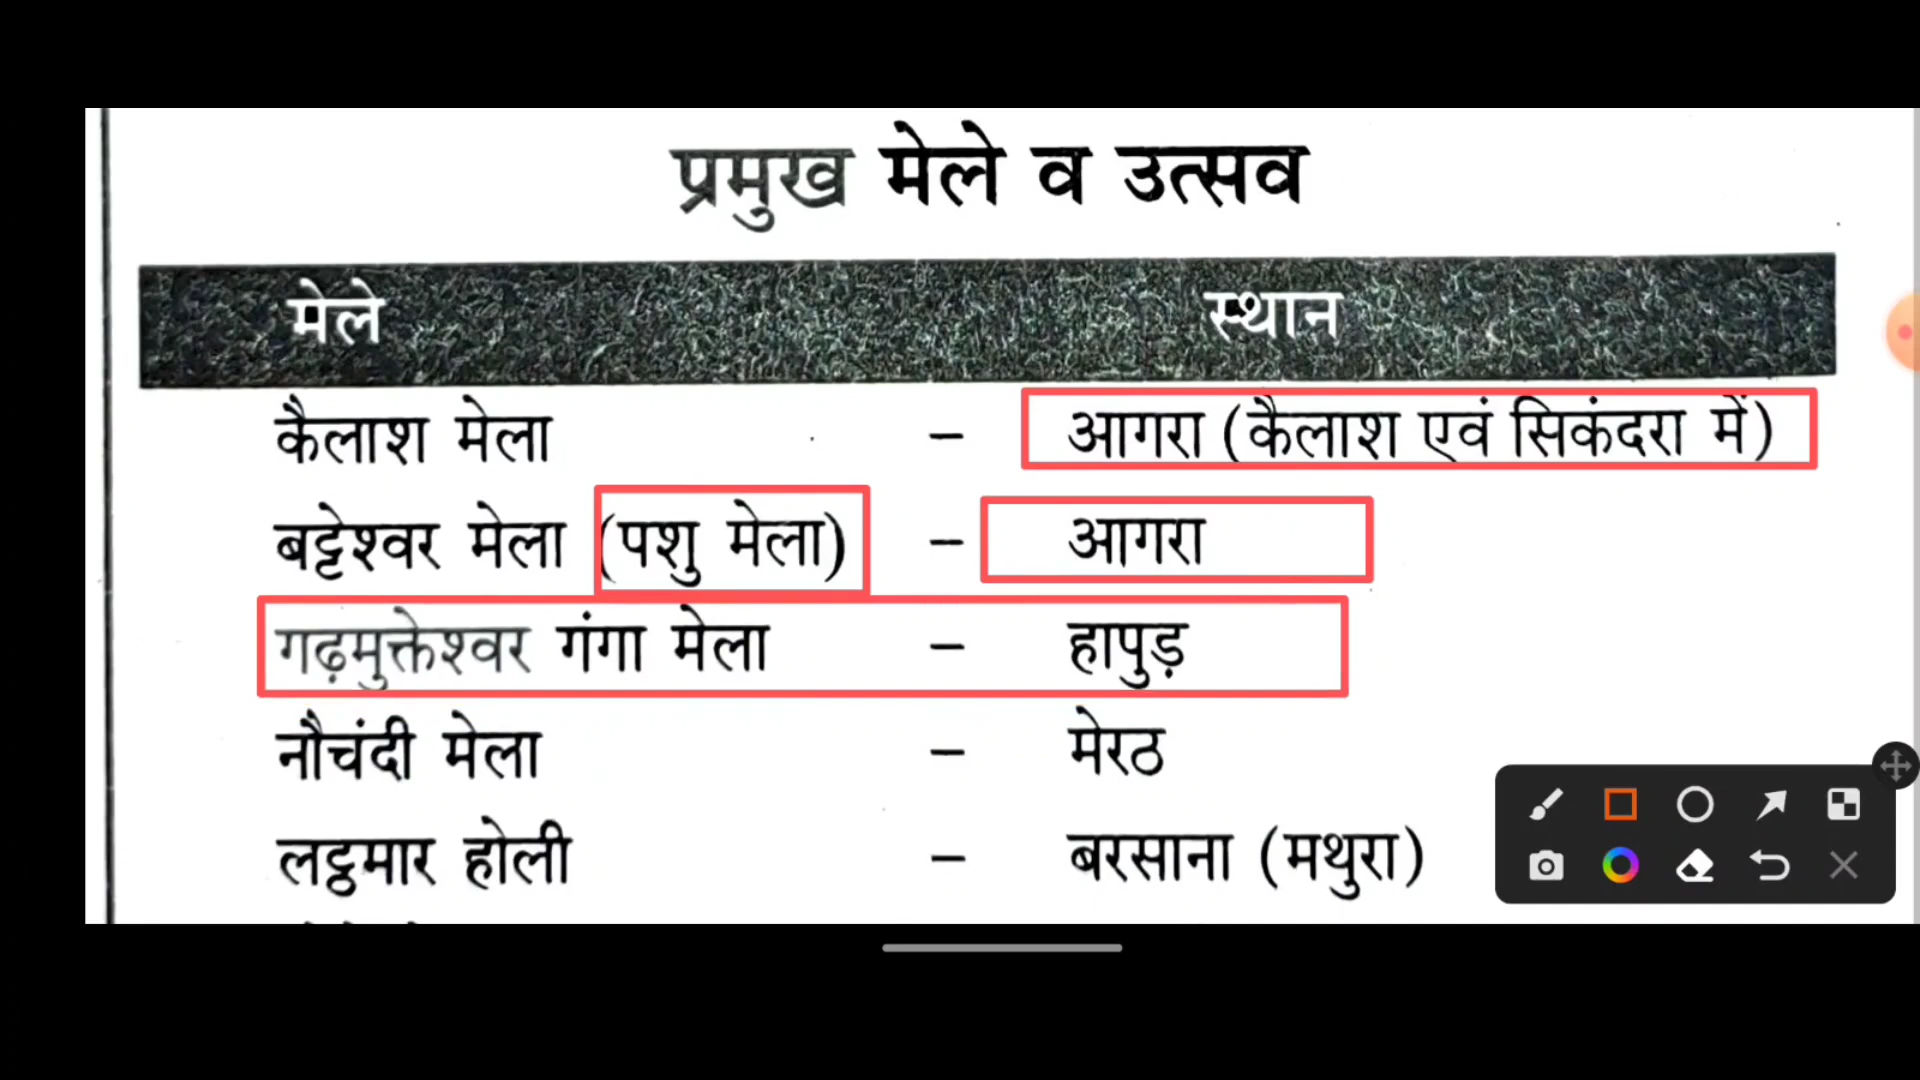 प्रमुख मेले व उत्सव
मेले स्थान
कैलाश मेला – आगरा (कैलाश एवं सिकंदरा में)
बट्टेश्वर मेला (पशु मेला) – आगरा
गढ़मुक्तेश्वर गंगा मेला – हापुड़
नौचंदी मेला – मेरठ
लट्ठमार होली – बरसाना (मथुरा)